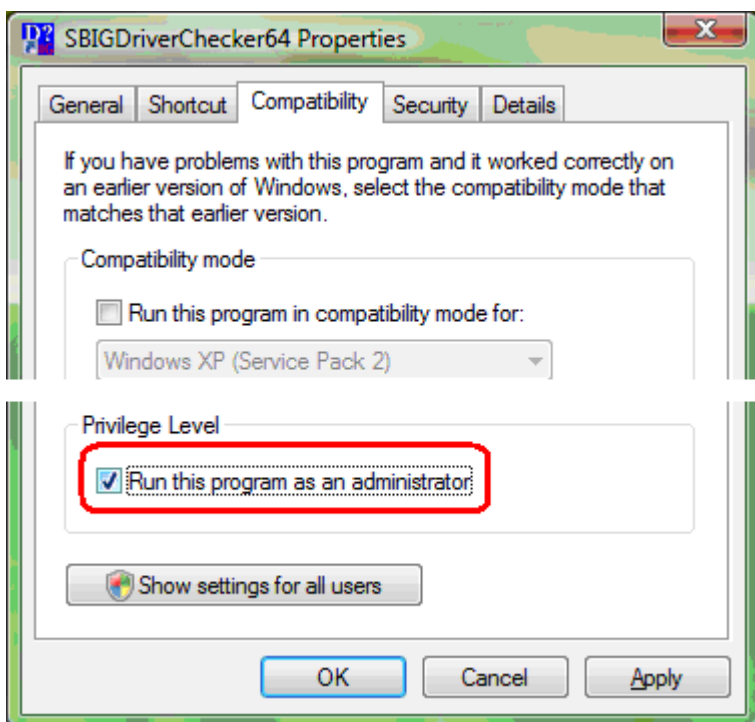 D?
SBIGDriverChecker64 Properties
General Shortcut Compatibility Security Details
If you have problems with this program and it worked correctly on
an earlier version of Windows, select the compatibility mode that
matches that earlier version.
Compatibility mode
Run this program in compatibility mode for:
Windows XP (Service Pack 2)
Privilege Level
Run this program as an administrator
Show settings for all users
OK Cancel Apply